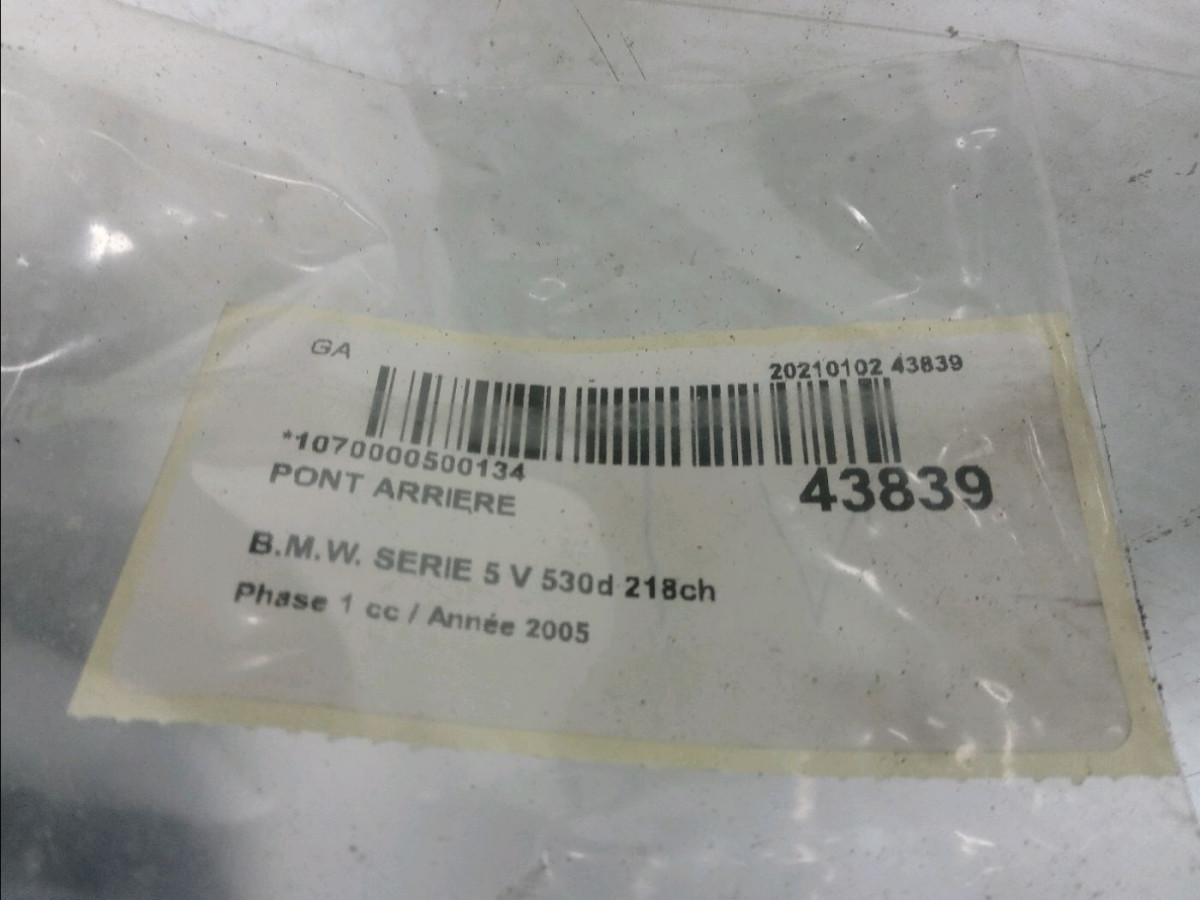 GA
20210102 43839
*1070000500134
43839
PONT ARRIERE
B.M.W. SERIE 5 V 530d 218ch
Phase 1 cc / Année 2005